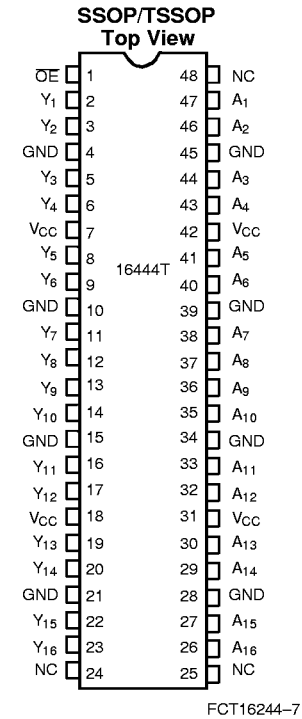 SSOP/TSSOP
Top View
OE 1 48 NC
Y1 2 47 A1
Y2 3 46 A2
GND 4 45 GND
Y3 5 44 A3
Y4 6 43 A4
VCC 7 42 VCC
Y5 8 41 A5
16444T
Y6 9 40 A6
GND 10 39 GND
Y7 11 38 A7
Y8 12 37 A8
Y9 13 36 A9
Y10 14 35 A10
GND 15 34 GND
Y11 16 33 A11
Y12 17 32 A12
VCC 18 31 VCC
Y13 19 30 A13
Y14 20 29 A14
GND 21 28 GND
Y15 22 27 A15
Y16 23 26 A16
NC 24 25 NC
FCT16244–7